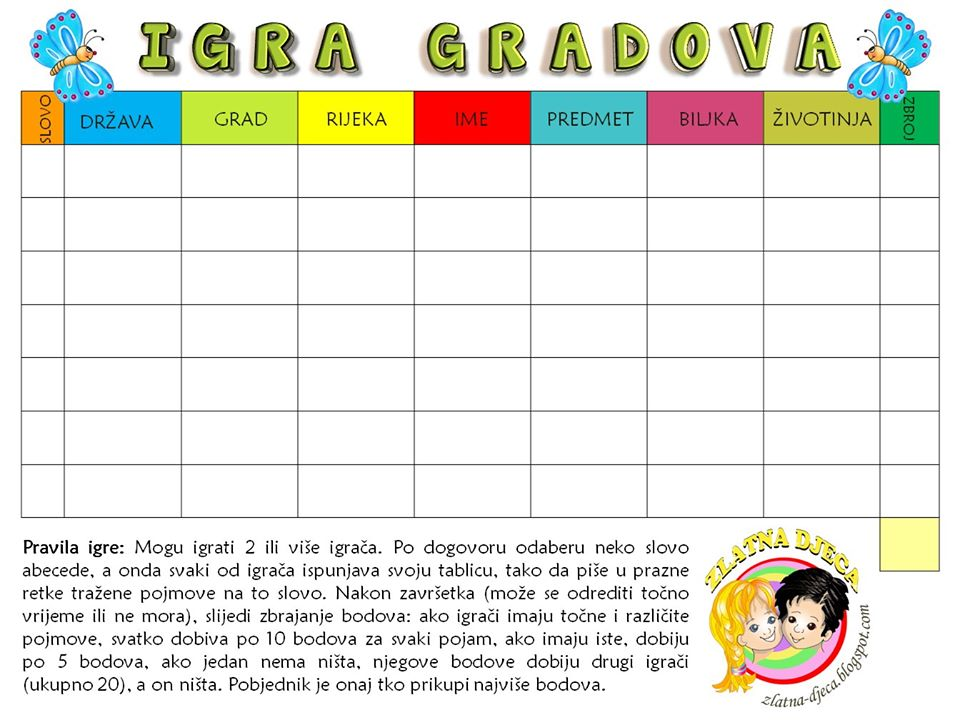 IGRA GRADOVA
SLOVO DRŽAVA GRAD RIJEKA IME PREDMET BILJKA ŽIVOTINJA ZBROJ
Pravila igre: Mogu igrati 2 ili više igrača. Po dogovoru odaberu neko slovo
abecede, a onda svaki od igrača ispunjava svoju tablicu, tako da piše u prazne
retke tražene pojmove na to slovo. Nakon završetka (može se odrediti točno
vrijeme ili ne mora), slijedi zbrajanje bodova: ako igrači imaju točne i različite
pojmove, svatko dobiva po 10 bodova za svaki pojam, ako imaju iste, dobiju
po 5 bodova, ako jedan nema ništa, njegove bodove dobiju drugi igrači
(ukupno 20), a on ništa. Pobjednik je onaj tko prikupi najviše bodova.
ZLATNA DJECA
zlatna-djeca.blogspot.com